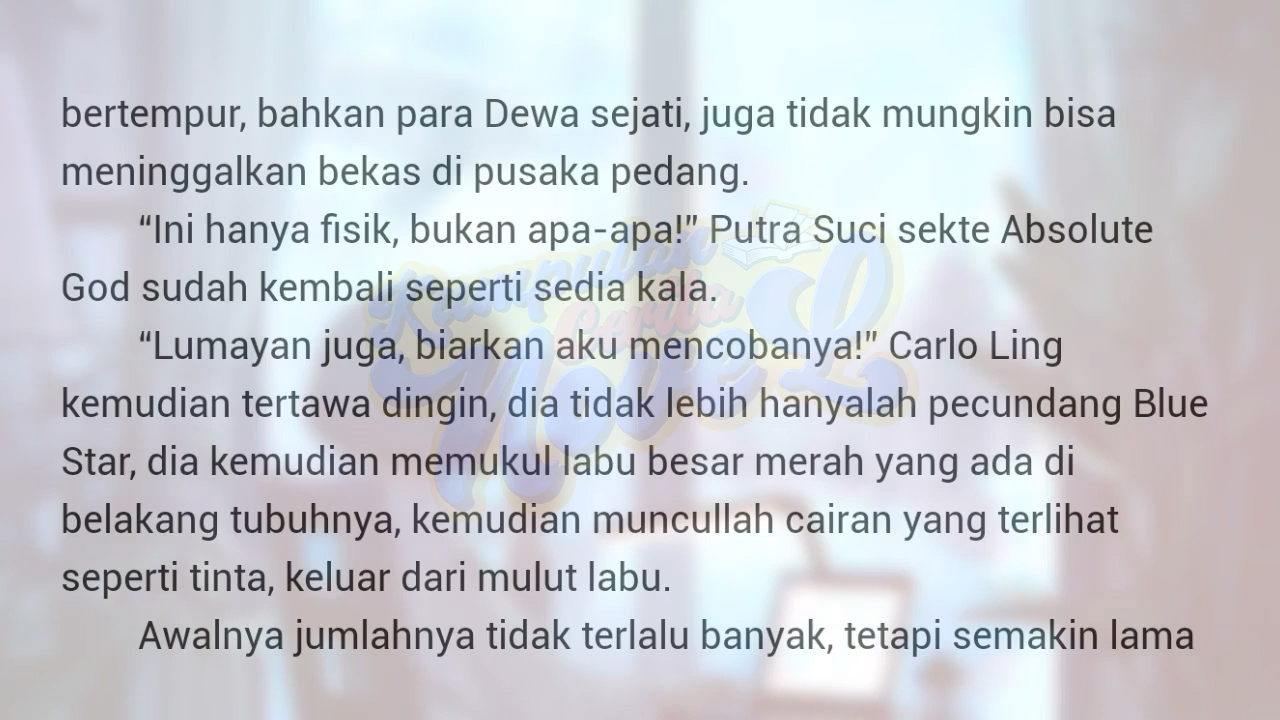 bertempur, bahkan para Dewa sejati, juga tidak mungkin bisa
meninggalkan bekas di pusaka pedang.
“Ini hanya fisik, bukan apa-apa!” Putra Suci sekte Absolute
God sudah kembali seperti sedia kala.
“Lumayan juga, biarkan aku mencobanya!” Carlo Ling
kemudian tertawa dingin, dia tidak lebih hanyalah pecundang Blue
Star, dia kemudian memukul labu besar merah yang ada di
belakang tubuhnya, kemudian muncullah cairan yang terlihat
seperti tinta, keluar dari mulut labu.
Awalnya jumlahnya tidak terlalu banyak, tetapi semakin lama
Kumpulan
Cerita
NoveL